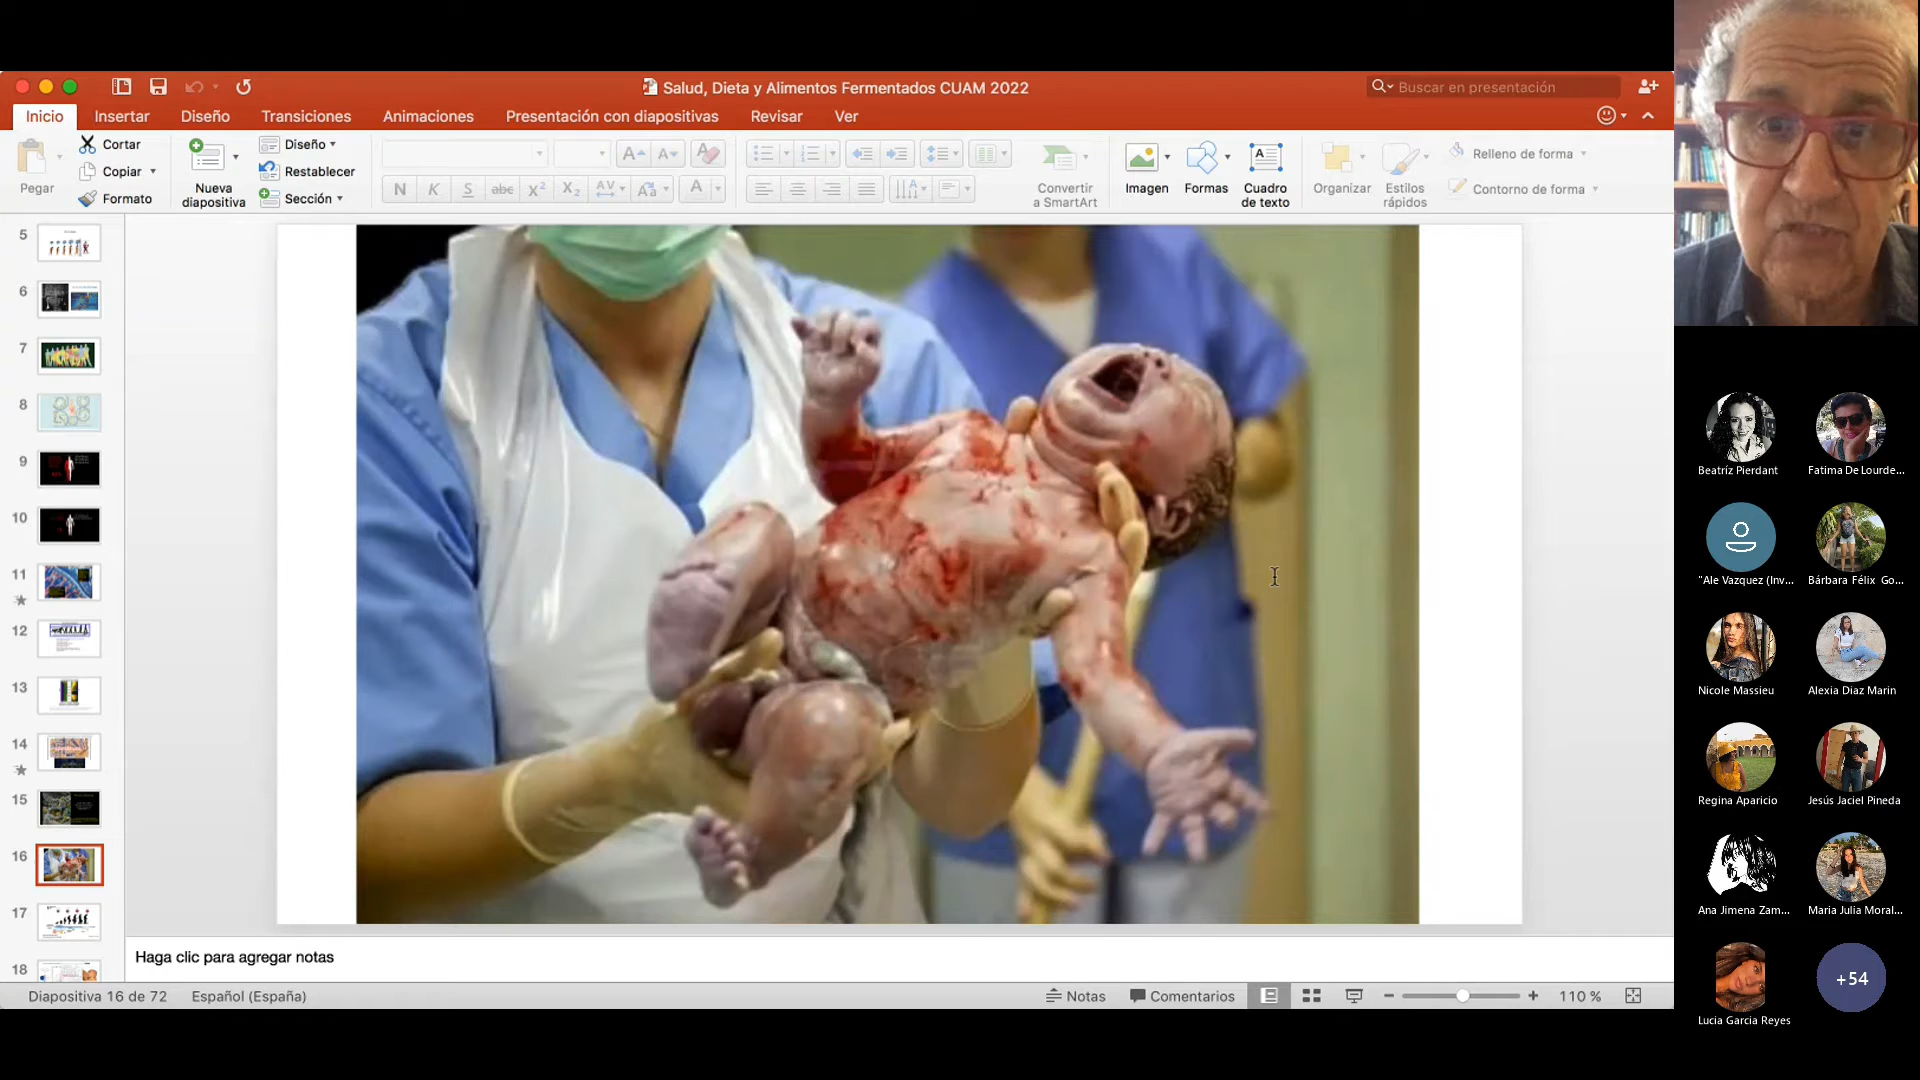 Salud, Dieta y Alimentos Fermentados CUAM 2022
Buscar en presentación
Inicio
Insertar
Diseño
Transiciones
Animaciones
Presentación con diapositivas
Revisar
Ver
Pegar
Cortar
Copiar
Formato
Nueva
diapositiva
Diseño
Restablecer
Sección
N K S abc X² X₂ AV Aa A
Convertir
a SmartArt
Imagen
Formas
Cuadro
de texto
Organizar
Estilos
rápidos
Relleno de forma
Contorno de forma
5
6
7
8
9
10
11
12
13
14
15
16
17
18
Haga clic para agregar notas
Diapositiva 16 de 72
Español (España)
Notas
Comentarios
110 %
Beatríz Pierdant
Fatima De Lourde...
"Ale Vazquez (Inv...
Bárbara Félix Go...
Nicole Massieu
Alexia Diaz Marin
Regina Aparicio
Jesús Jaciel Pineda
Ana Jimena Zam...
Maria Julia Moral...
Lucia Garcia Reyes
+54